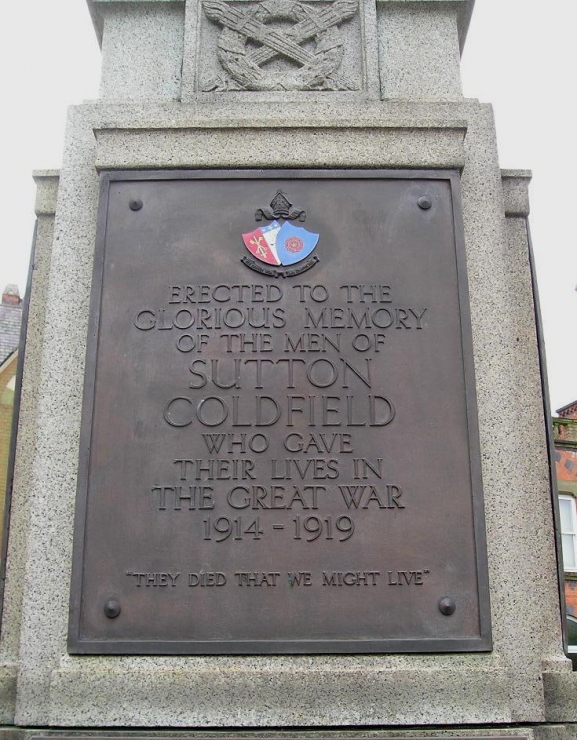 ERECTED TO THE
GLORIOUS MEMORY
OF THE MEN OF
SUTTON
COLDFIELD
WHO GAVE
THEIR LIVES IN
THE GREAT WAR
1914 - 1919
"THEY DIED THAT WE MIGHT LIVE"